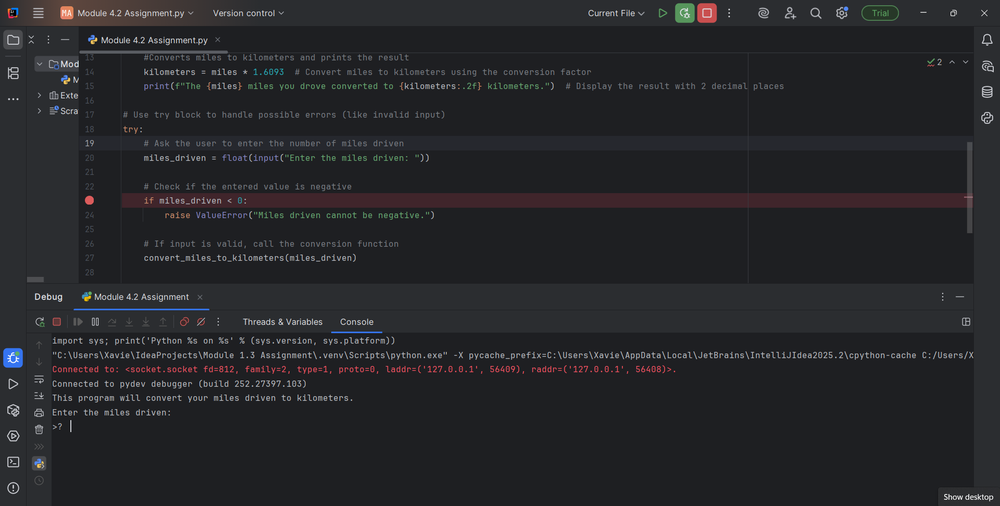 MA Module 4.2 Assignment.py
Version control
Current File
Trial
Module 4.2 Assignment.py
Mod
M
Exte
Scra
13 #Converts miles to kilometers and prints the result
14 kilometers = miles * 1.6093  # Convert miles to kilometers using the conversion factor
15 print(f"The {miles} miles you drove converted to {kilometers:.2f} kilometers.")  # Display the result with 2 decimal places
16
17 # Use try block to handle possible errors (like invalid input)
18 try:
19 # Ask the user to enter the number of miles driven
20 miles_driven = float(input("Enter the miles driven: "))
21
22 # Check if the entered value is negative
if miles_driven < 0:
24 raise ValueError("Miles driven cannot be negative.")
25
26 # If input is valid, call the conversion function
27 convert_miles_to_kilometers(miles_driven)
28
2
Debug
Module 4.2 Assignment
Threads & Variables
Console
import sys; print('Python %s on %s' % (sys.version, sys.platform))
"C:\Users\Xavie\IdeaProjects\Module 1.3 Assignment\.venv\Scripts\python.exe" -X pycache_prefix=C:\Users\Xavie\AppData\Local\JetBrains\IntelliJIdea2025.2\cpython-cache C:/Users/X
Connected to: <socket.socket fd=812, family=2, type=1, proto=0, laddr=('127.0.0.1', 56409), raddr=('127.0.0.1', 56408)>.
Connected to pydev debugger (build 252.27397.103)
This program will convert your miles driven to kilometers.
Enter the miles driven:
>?
Show desktop